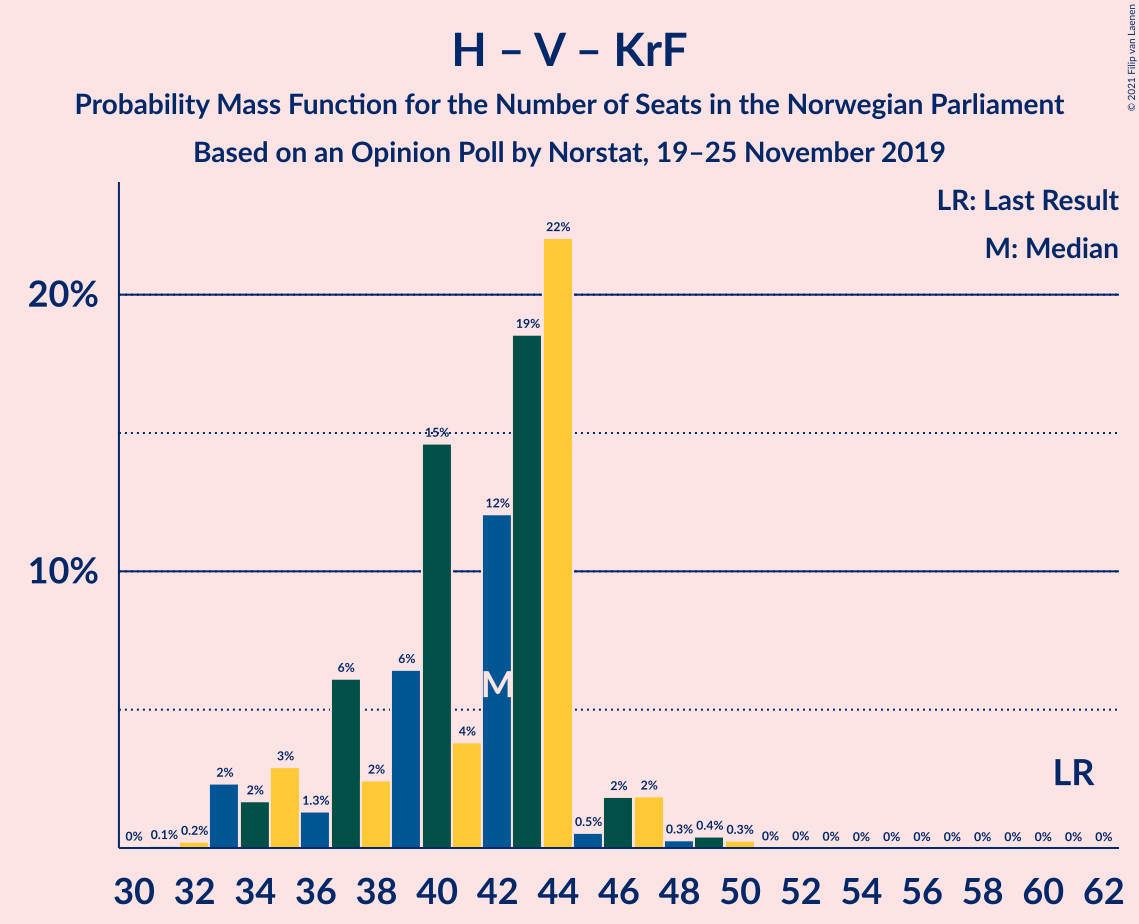 H – V – KrF
Probability Mass Function for the Number of Seats in the Norwegian Parliament
Based on an Opinion Poll by Norstat, 19–25 November 2019
© 2021 Filip van Laenen
LR: Last Result
M: Median
20%
10%
0% 0.1% 0.2% 2% 2% 3% 1.3% 6% 2% 6% 15% 4% 12% 19% 22% 0.5% 2% 2% 0.3% 0.4% 0.3% 0% 0% 0% 0% 0% 0% 0% 0% 0% 0% 0% 0%
M
LR
30 32 34 36 38 40 42 44 46 48 50 52 54 56 58 60 62